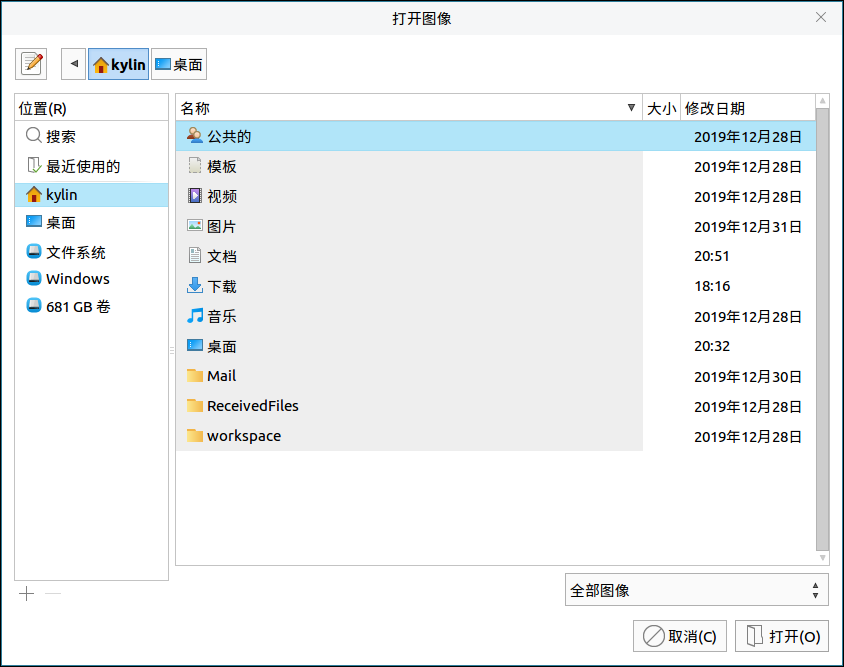 打开图像
kylin 桌面
位置(R)
搜索
最近使用的
kylin
桌面
文件系统
Windows
681 GB 卷
名称 大小 修改日期
公共的 2019年12月28日
模板 2019年12月28日
视频 2019年12月28日
图片 2019年12月31日
文档 20:51
下载 18:16
音乐 2019年12月28日
桌面 20:32
Mail 2019年12月30日
ReceivedFiles 2019年12月28日
workspace 2019年12月28日
全部图像
取消(C) 打开(O)